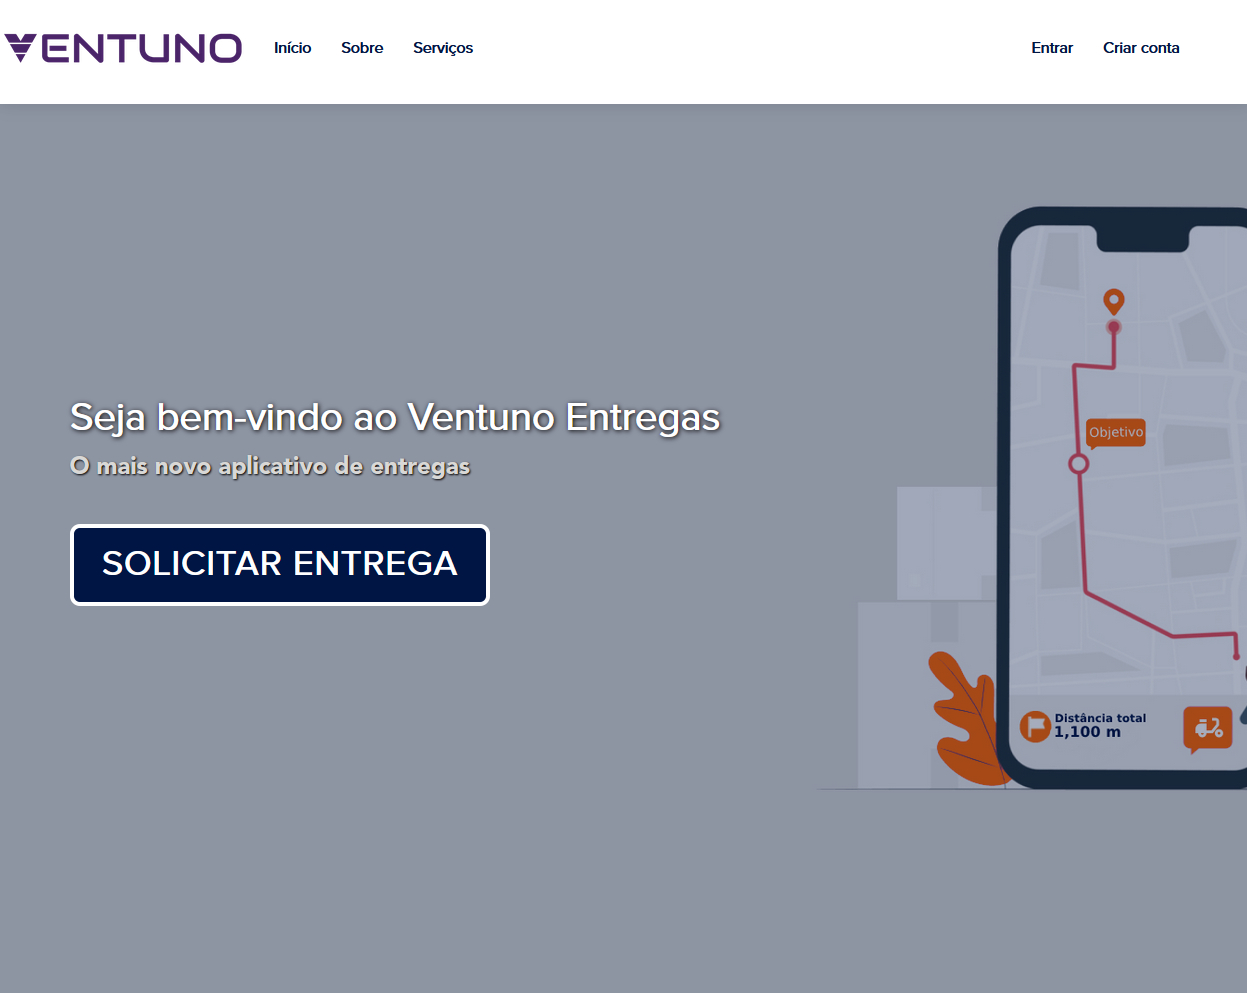 VENTUNO
Início Sobre Serviços Entrar Criar conta
Seja bem-vindo ao Ventuno Entregas
O mais novo aplicativo de entregas
SOLICITAR ENTREGA
Objetivo
Distância total
1,100 m